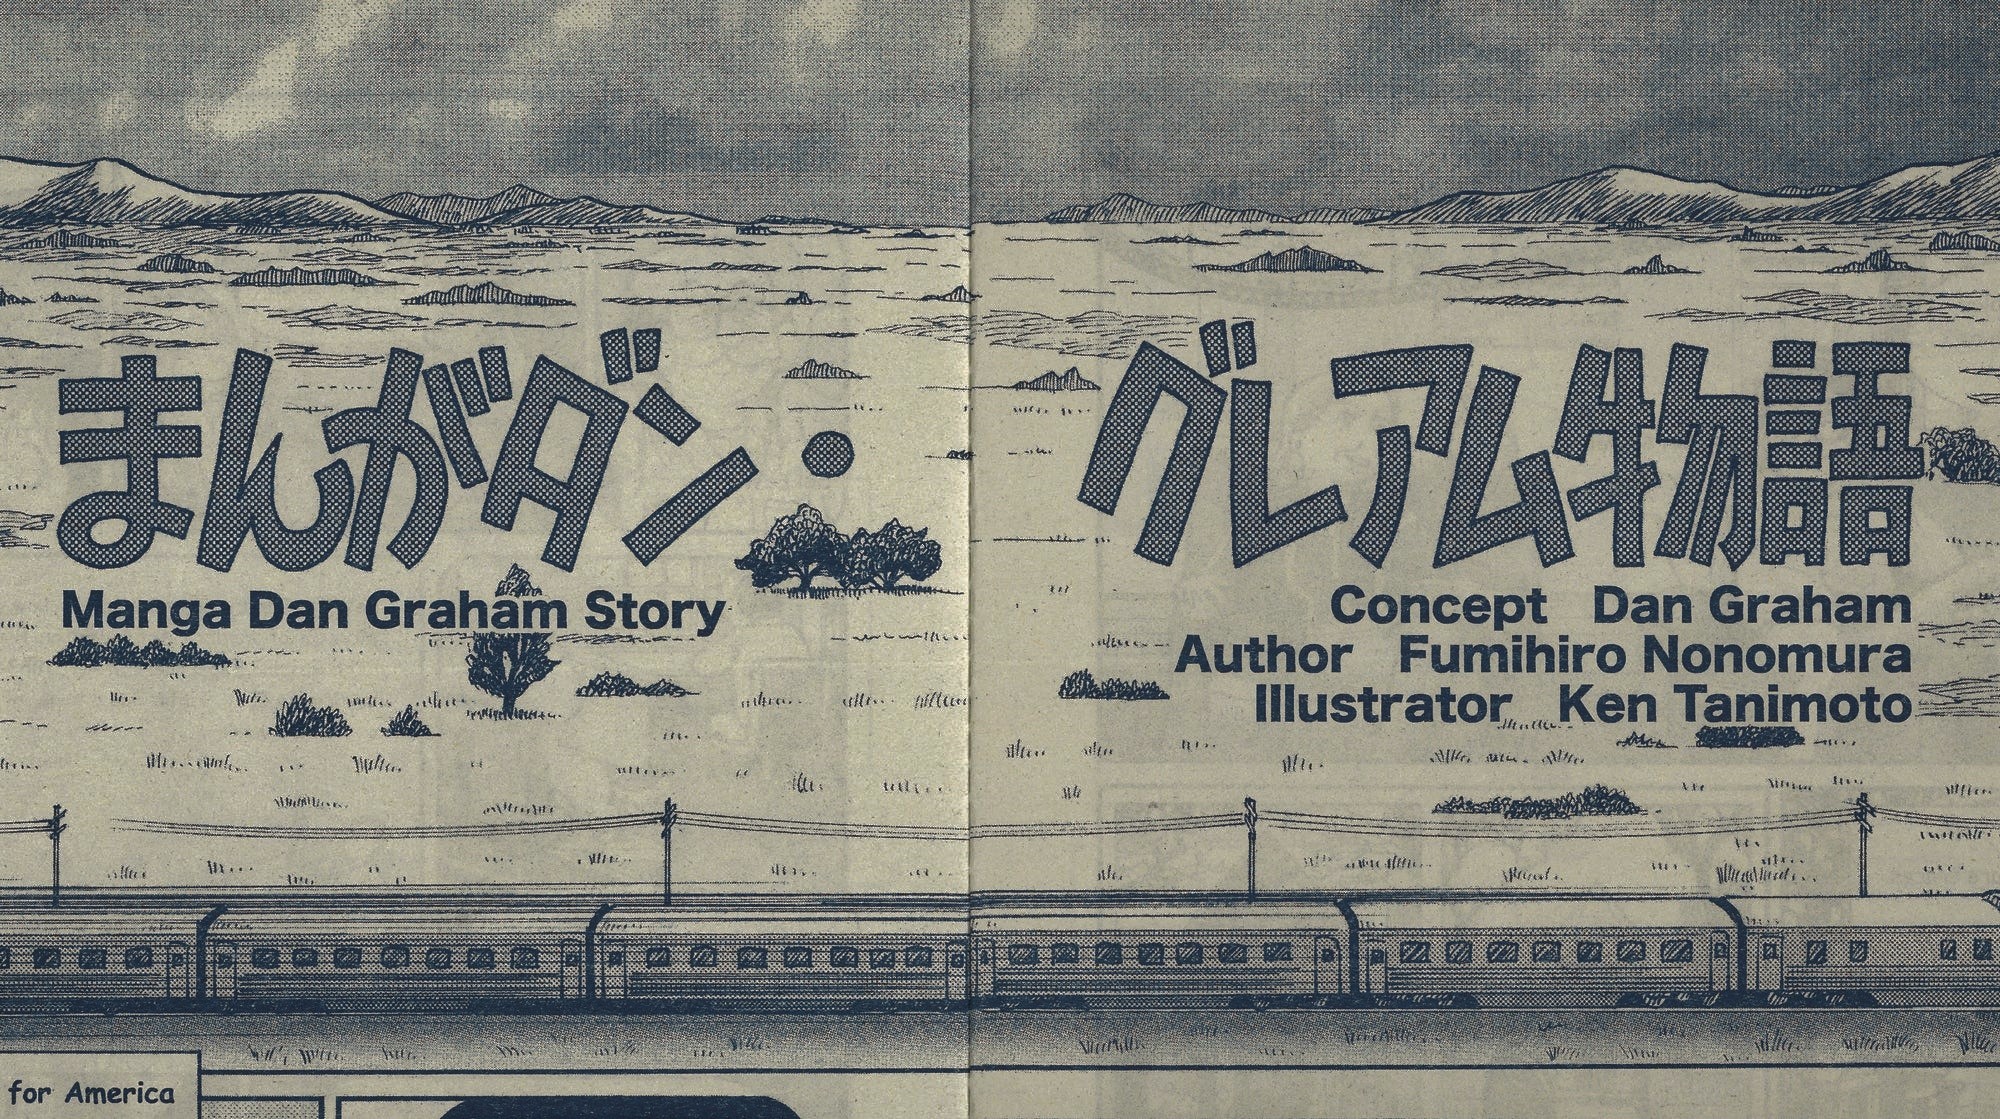 まんがダン・グレアム物語
Manga Dan Graham Story
Concept Dan Graham
Author Fumihiro Nonomura
Illustrator Ken Tanimoto
for America